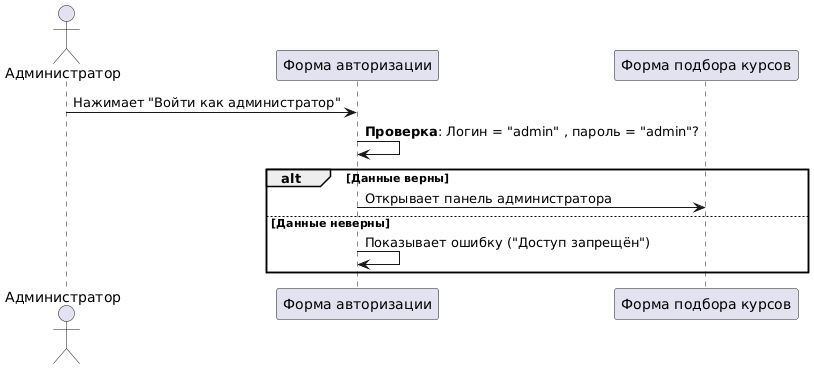 Администратор
Форма авторизации
Форма подбора курсов
Нажимает "Войти как администратор"
Проверка: Логин = "admin" , пароль = "admin"?
alt
[Данные верны]
Открывает панель администратора
[Данные неверны]
Показывает ошибку ("Доступ запрещён")
Администратор
Форма авторизации
Форма подбора курсов